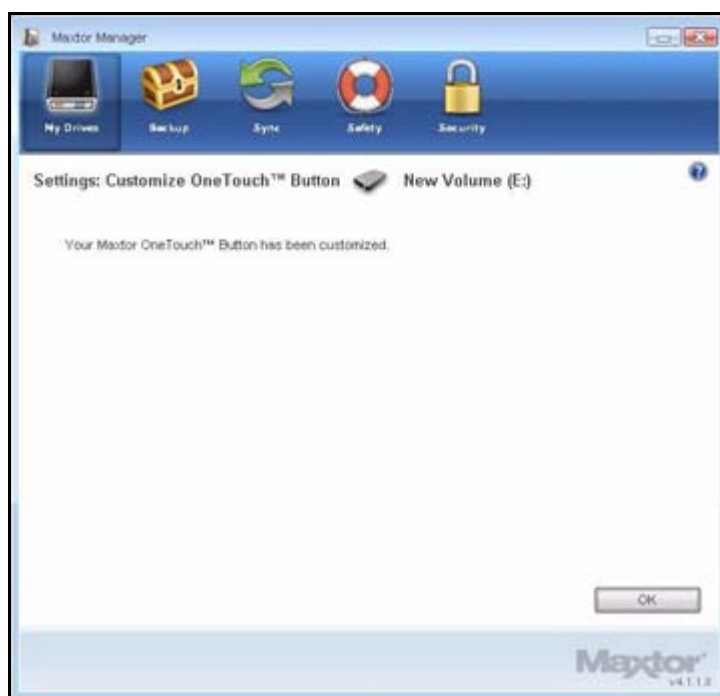 Maxtor Manager
My Drives Backup Sync Safety Security
Settings: Customize OneTouch™ Button New Volume (E:)
Your Maxtor OneTouch™ Button has been customized.
OK
Maxtor